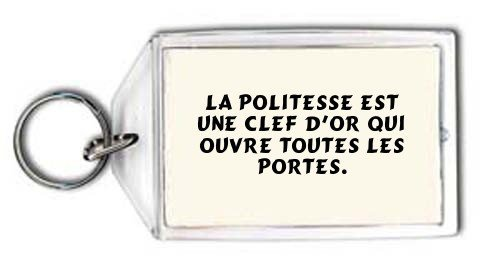 LA POLITESSE EST
UNE CLEF D'OR QUI
OUVRE TOUTES LES
PORTES.